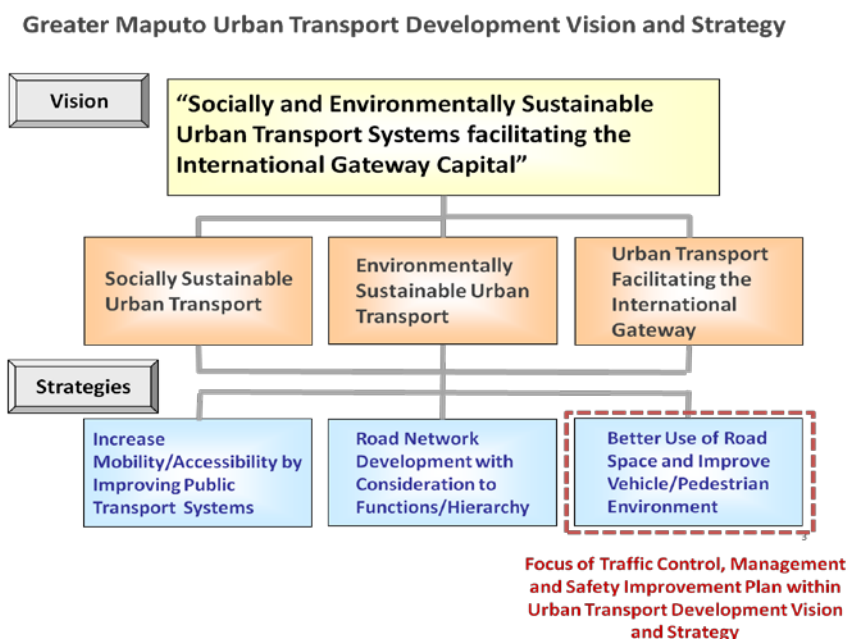 Greater Maputo Urban Transport Development Vision and Strategy
Vision
“Socially and Environmentally Sustainable
Urban Transport Systems facilitating the
International Gateway Capital”
Socially Sustainable
Urban Transport
Environmentally
Sustainable Urban
Transport
Urban Transport
Facilitating the
International
Gateway
Strategies
Increase
Mobility/Accessibility by
Improving Public
Transport Systems
Road Network
Development with
Consideration to
Functions/Hierarchy
Better Use of Road
Space and Improve
Vehicle/Pedestrian
Environment
3
Focus of Traffic Control, Management
and Safety Improvement Plan within
Urban Transport Development Vision
and Strategy